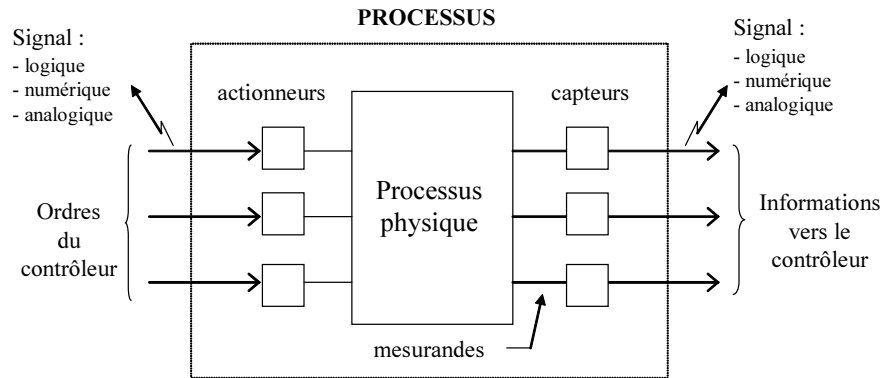 PROCESSUS
Signal :
- logique
- numérique
- analogique
Signal :
- logique
- numérique
- analogique
actionneurs
capteurs
Processus
physique
Ordres
du
contrôleur
Informations
vers le
contrôleur
mesurandes